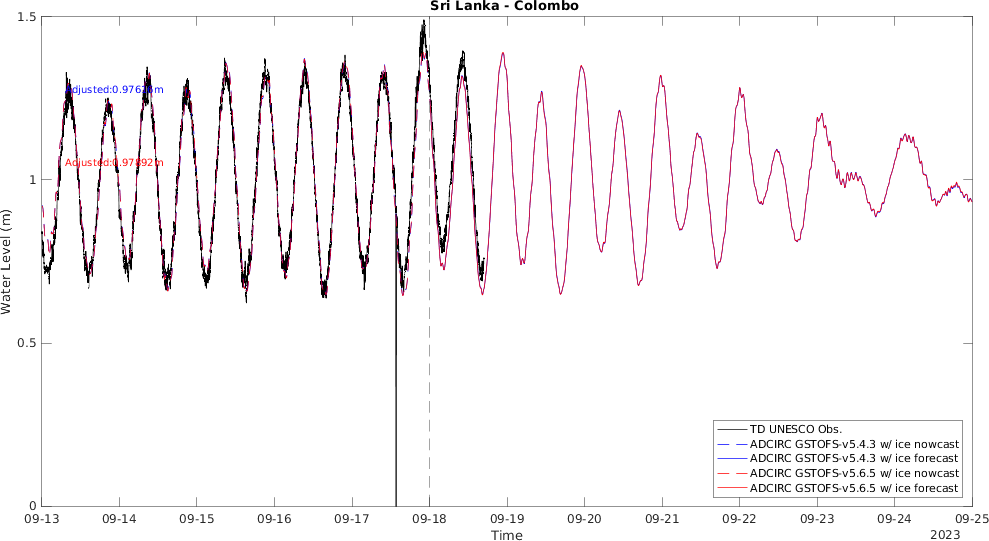 Sri Lanka - Colombo
1.5
1
0.5
0
Water Level (m)
Adjusted:0.97892m
09-13
09-14
09-15
09-16
09-17
09-18
09-19
09-20
09-21
09-22
09-23
09-24
09-25
Time
2023
TD UNESCO Obs.
ADCIRC GSTOFS-v5.4.3 w/ ice nowcast
ADCIRC GSTOFS-v5.4.3 w/ ice forecast
ADCIRC GSTOFS-v5.6.5 w/ ice nowcast
ADCIRC GSTOFS-v5.6.5 w/ ice forecast